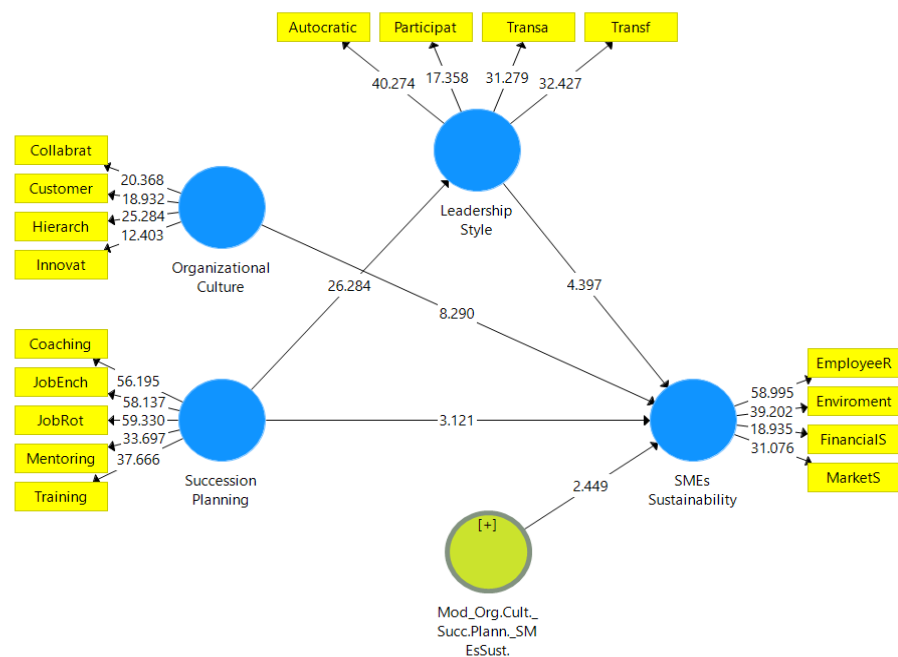 Autocratic
Participat
Transa
Transf
40.274
17.358
31.279
32.427
Leadership
Style
Collabrat
Customer
Hierarch
Innovat
20.368
18.932
25.284
12.403
Organizational
Culture
26.284
8.290
4.397
Coaching
JobEnch
JobRot
Mentoring
Training
56.195
58.137
59.330
33.697
37.666
Succession
Planning
3.121
EmployeeR
Enviroment
FinancialS
MarketS
58.995
39.202
18.935
31.076
SMEs
Sustainability
2.449
[+]
Mod_Org.Cult._
Succ.Plann._SM
EsSust.